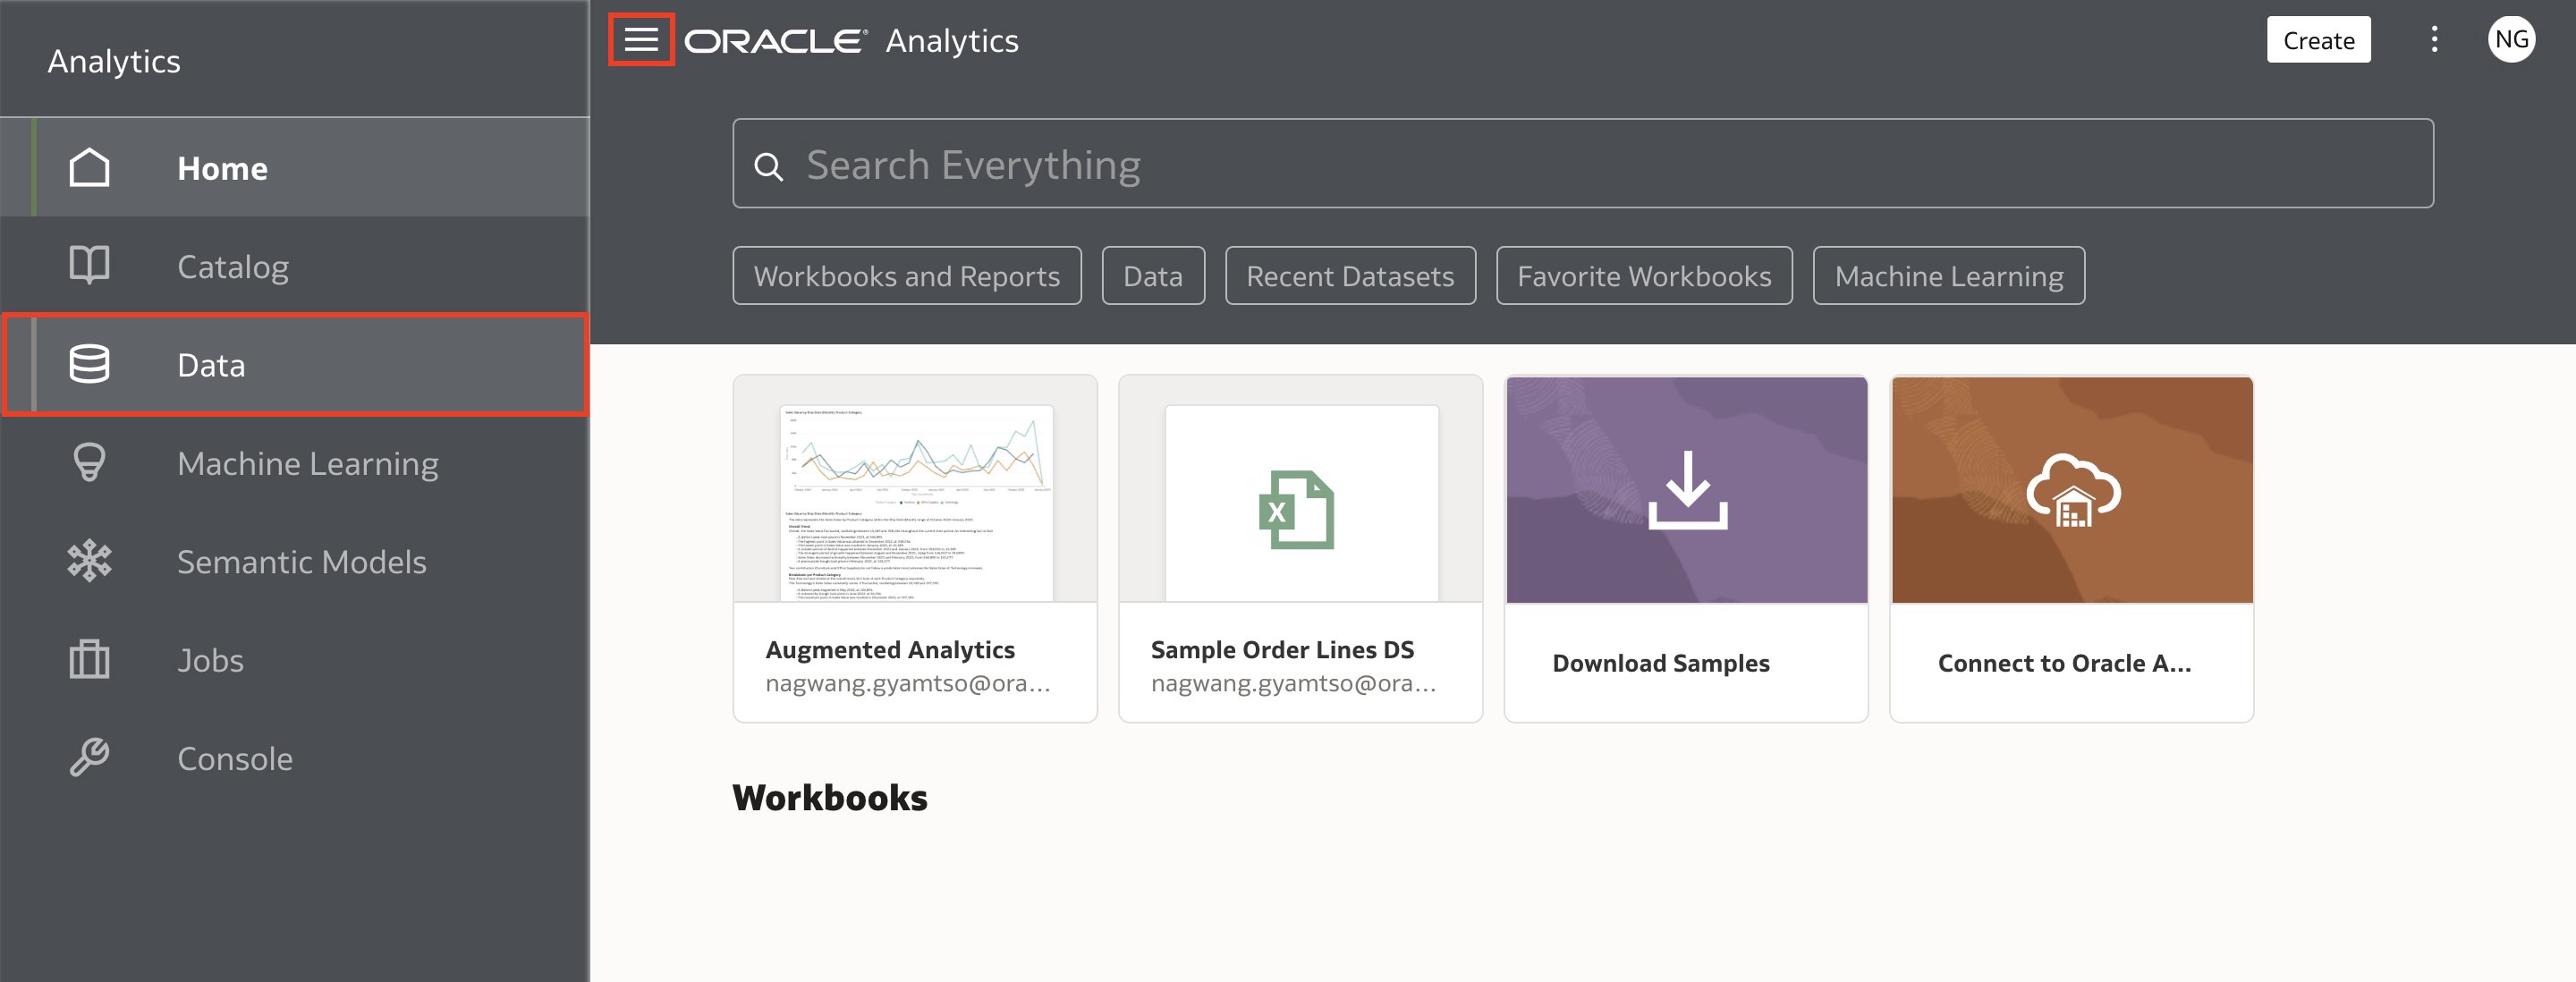 Analytics
Home
Catalog
Data
Machine Learning
Semantic Models
Jobs
Console
ORACLE® Analytics
Create
NG
Search Everything
Workbooks and Reports
Data
Recent Datasets
Favorite Workbooks
Machine Learning
X
Augmented Analytics
nagwang.gyamtso@ora...
Sample Order Lines DS
nagwang.gyamtso@ora...
Download Samples
Connect to Oracle A...
Workbooks